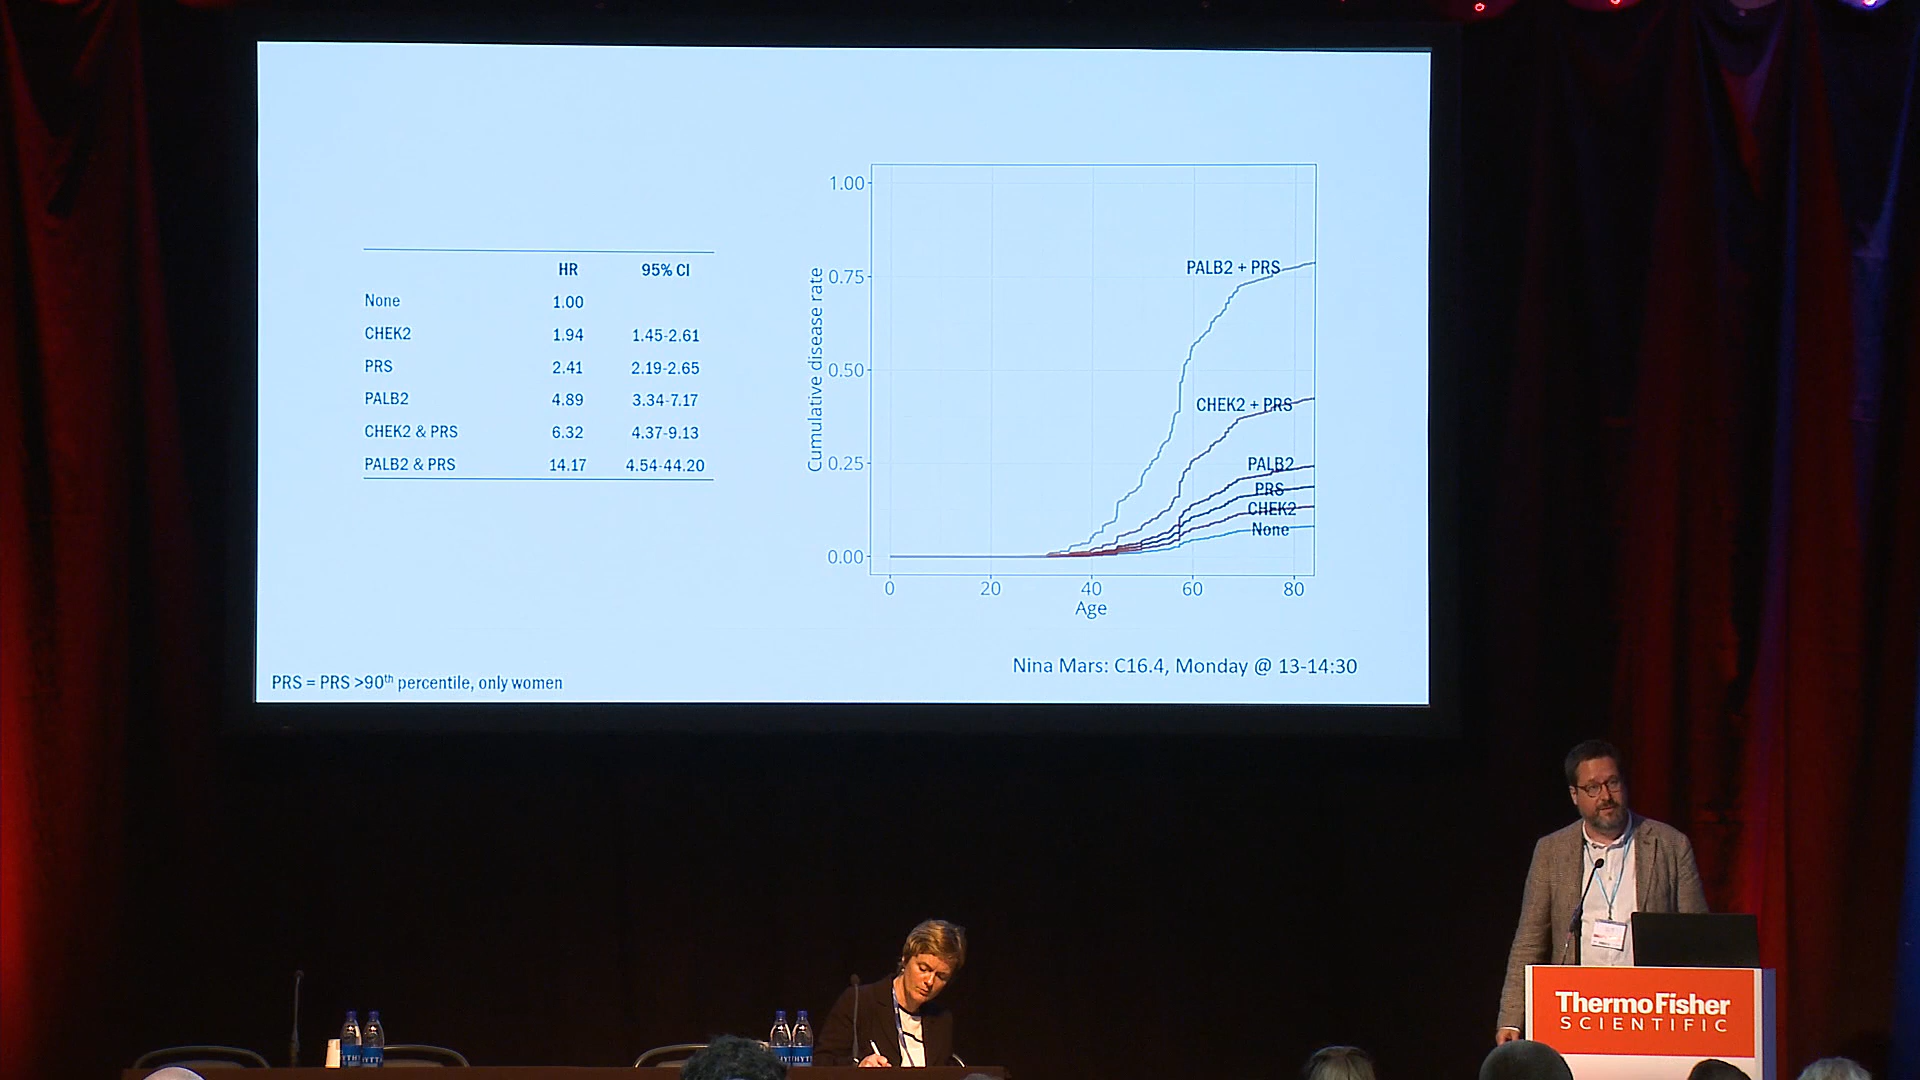 HR 95% CI
None 1.00
CHEK2 1.94 1.45-2.61
PRS 2.41 2.19-2.65
PALB2 4.89 3.34-7.17
CHEK2 & PRS 6.32 4.37-9.13
PALB2 & PRS 14.17 4.54-44.20
Cumulative disease rate
1.00
0.75
0.50
0.25
0.00
PALB2 + PRS
CHEK2 + PRS
PALB2
PRS
CHEK2
None
0 20 40 60 80
Age
Nina Mars: C16.4, Monday @ 13-14:30
PRS = PRS >90th percentile, only women
ThermoFisher
SCIENTIFIC